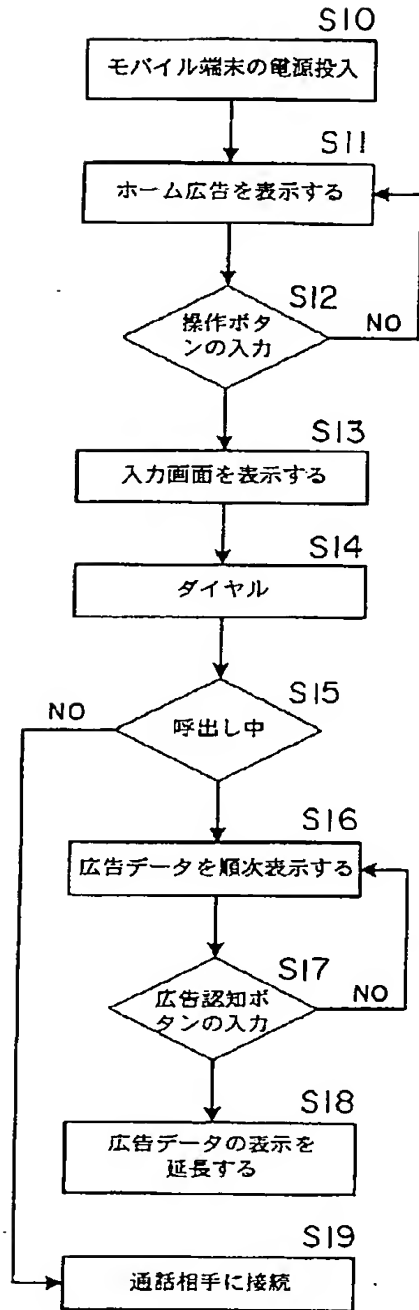 S10
モバイル端末の電源投入
S11
ホーム広告を表示する
S12
操作ボタ
ンの入力
NO
S13
入力画面を表示する
S14
ダイヤル
S15
NO
呼出し中
S16
広告データを順次表示する
S17
広告認知ボ
タンの入力
NO
S18
広告データの表示を
延長する
S19
通話相手に接続